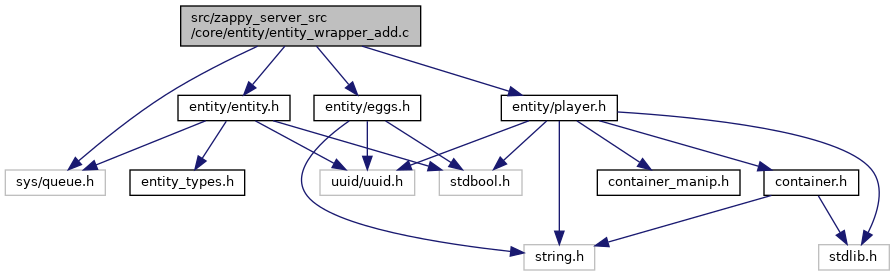 src/zappy_server_src
/core/entity/entity_wrapper_add.c
entity/entity.h
entity/eggs.h
entity/player.h
sys/queue.h
entity_types.h
uuid/uuid.h
stdbool.h
container_manip.h
container.h
string.h
stdlib.h